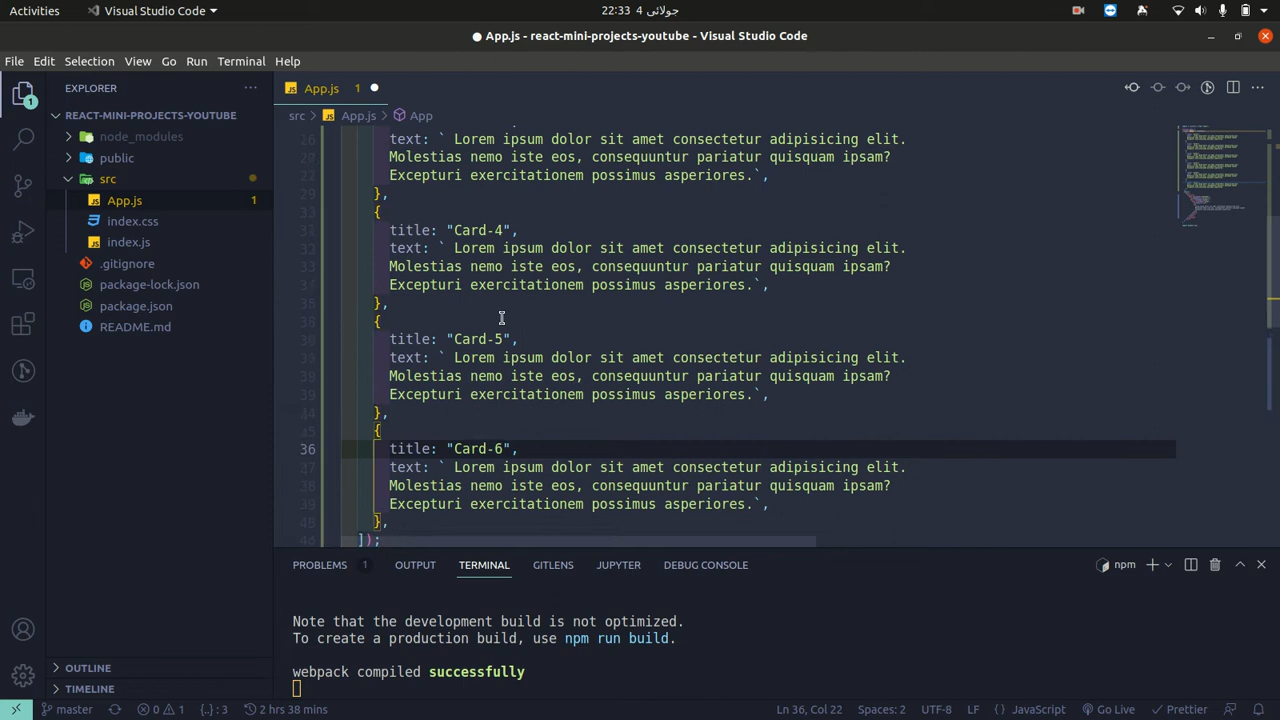 Activities
Visual Studio Code
22:33 جولائی 4
● App.js - react-mini-projects-youtube - Visual Studio Code
File Edit Selection View Go Run Terminal Help
EXPLORER
REACT-MINI-PROJECTS-YOUTUBE
node_modules
public
src
App.js 1
index.css
index.js
.gitignore
package-lock.json
package.json
README.md
OUTLINE
TIMELINE
App.js 1
src > App.js > App
text: ` Lorem ipsum dolor sit amet consectetur adipisicing elit.
Molestias nemo iste eos, consequuntur pariatur quisquam ipsam?
Excepturi exercitationem possimus asperiores.`,
},
{
title: "Card-4",
text: ` Lorem ipsum dolor sit amet consectetur adipisicing elit.
Molestias nemo iste eos, consequuntur pariatur quisquam ipsam?
Excepturi exercitationem possimus asperiores.`,
},
{
title: "Card-5",
text: ` Lorem ipsum dolor sit amet consectetur adipisicing elit.
Molestias nemo iste eos, consequuntur pariatur quisquam ipsam?
Excepturi exercitationem possimus asperiores.`,
},
{
36 title: "Card-6",
text: ` Lorem ipsum dolor sit amet consectetur adipisicing elit.
Molestias nemo iste eos, consequuntur pariatur quisquam ipsam?
Excepturi exercitationem possimus asperiores.`,
},
]);
PROBLEMS 1 OUTPUT TERMINAL GITLENS JUPYTER DEBUG CONSOLE
npm
Note that the development build is not optimized.
To create a production build, use npm run build.
webpack compiled successfully
master 0 1 {..}: 3 2 hrs 38 mins
Ln 36, Col 22 Spaces: 2 UTF-8 LF {} JavaScript Go Live Prettier